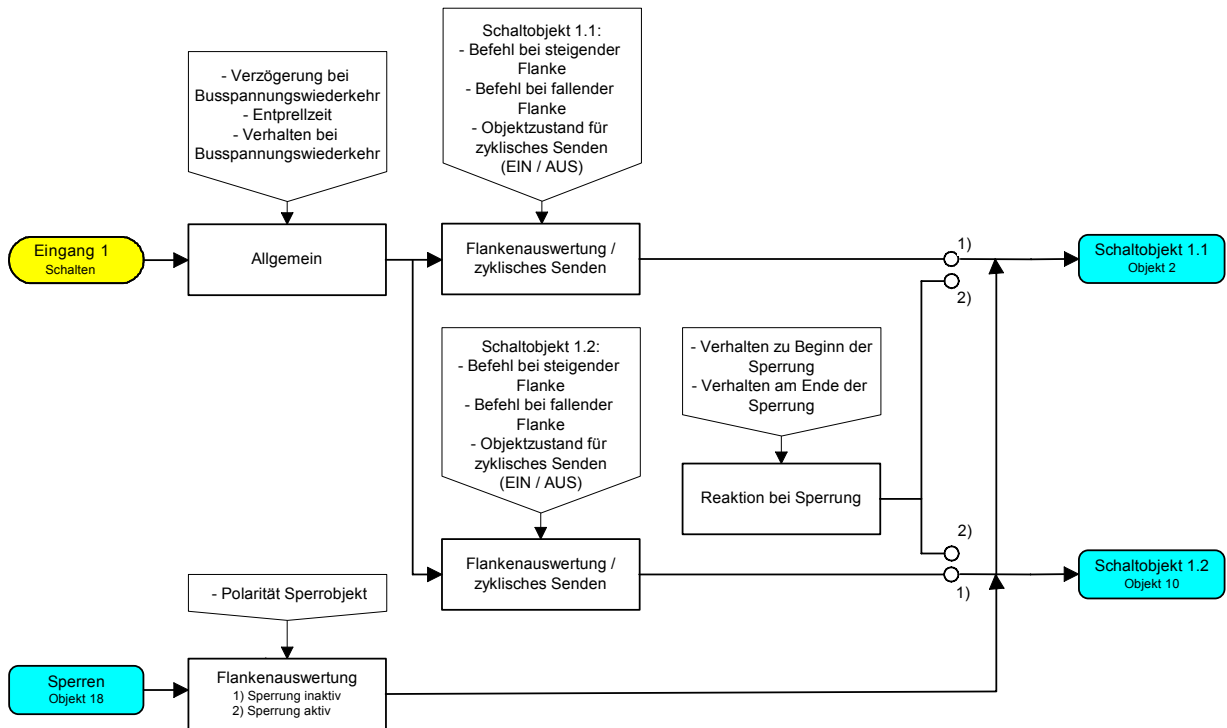 - Verzögerung bei
Busspannungswiederkehr
- Entprellzeit
- Verhalten bei
Busspannungswiederkehr
Schaltobjekt 1.1:
- Befehl bei steigender
Flanke
- Befehl bei fallender
Flanke
- Objektzustand für
zyklisches Senden
(EIN / AUS)
Eingang 1
Schalten
Allgemein
Flankenauswertung /
zyklisches Senden
1)
2)
Schaltobjekt 1.1
Objekt 2
Schaltobjekt 1.2:
- Befehl bei steigender
Flanke
- Befehl bei fallender
Flanke
- Objektzustand für
zyklisches Senden
(EIN / AUS)
- Verhalten zu Beginn der
Sperrung
- Verhalten am Ende der
Sperrung
Reaktion bei Sperrung
Flankenauswertung /
zyklisches Senden
2)
1)
Schaltobjekt 1.2
Objekt 10
- Polarität Sperrobjekt
Sperren
Objekt 18
Flankenauswertung
1) Sperrung inaktiv
2) Sperrung aktiv